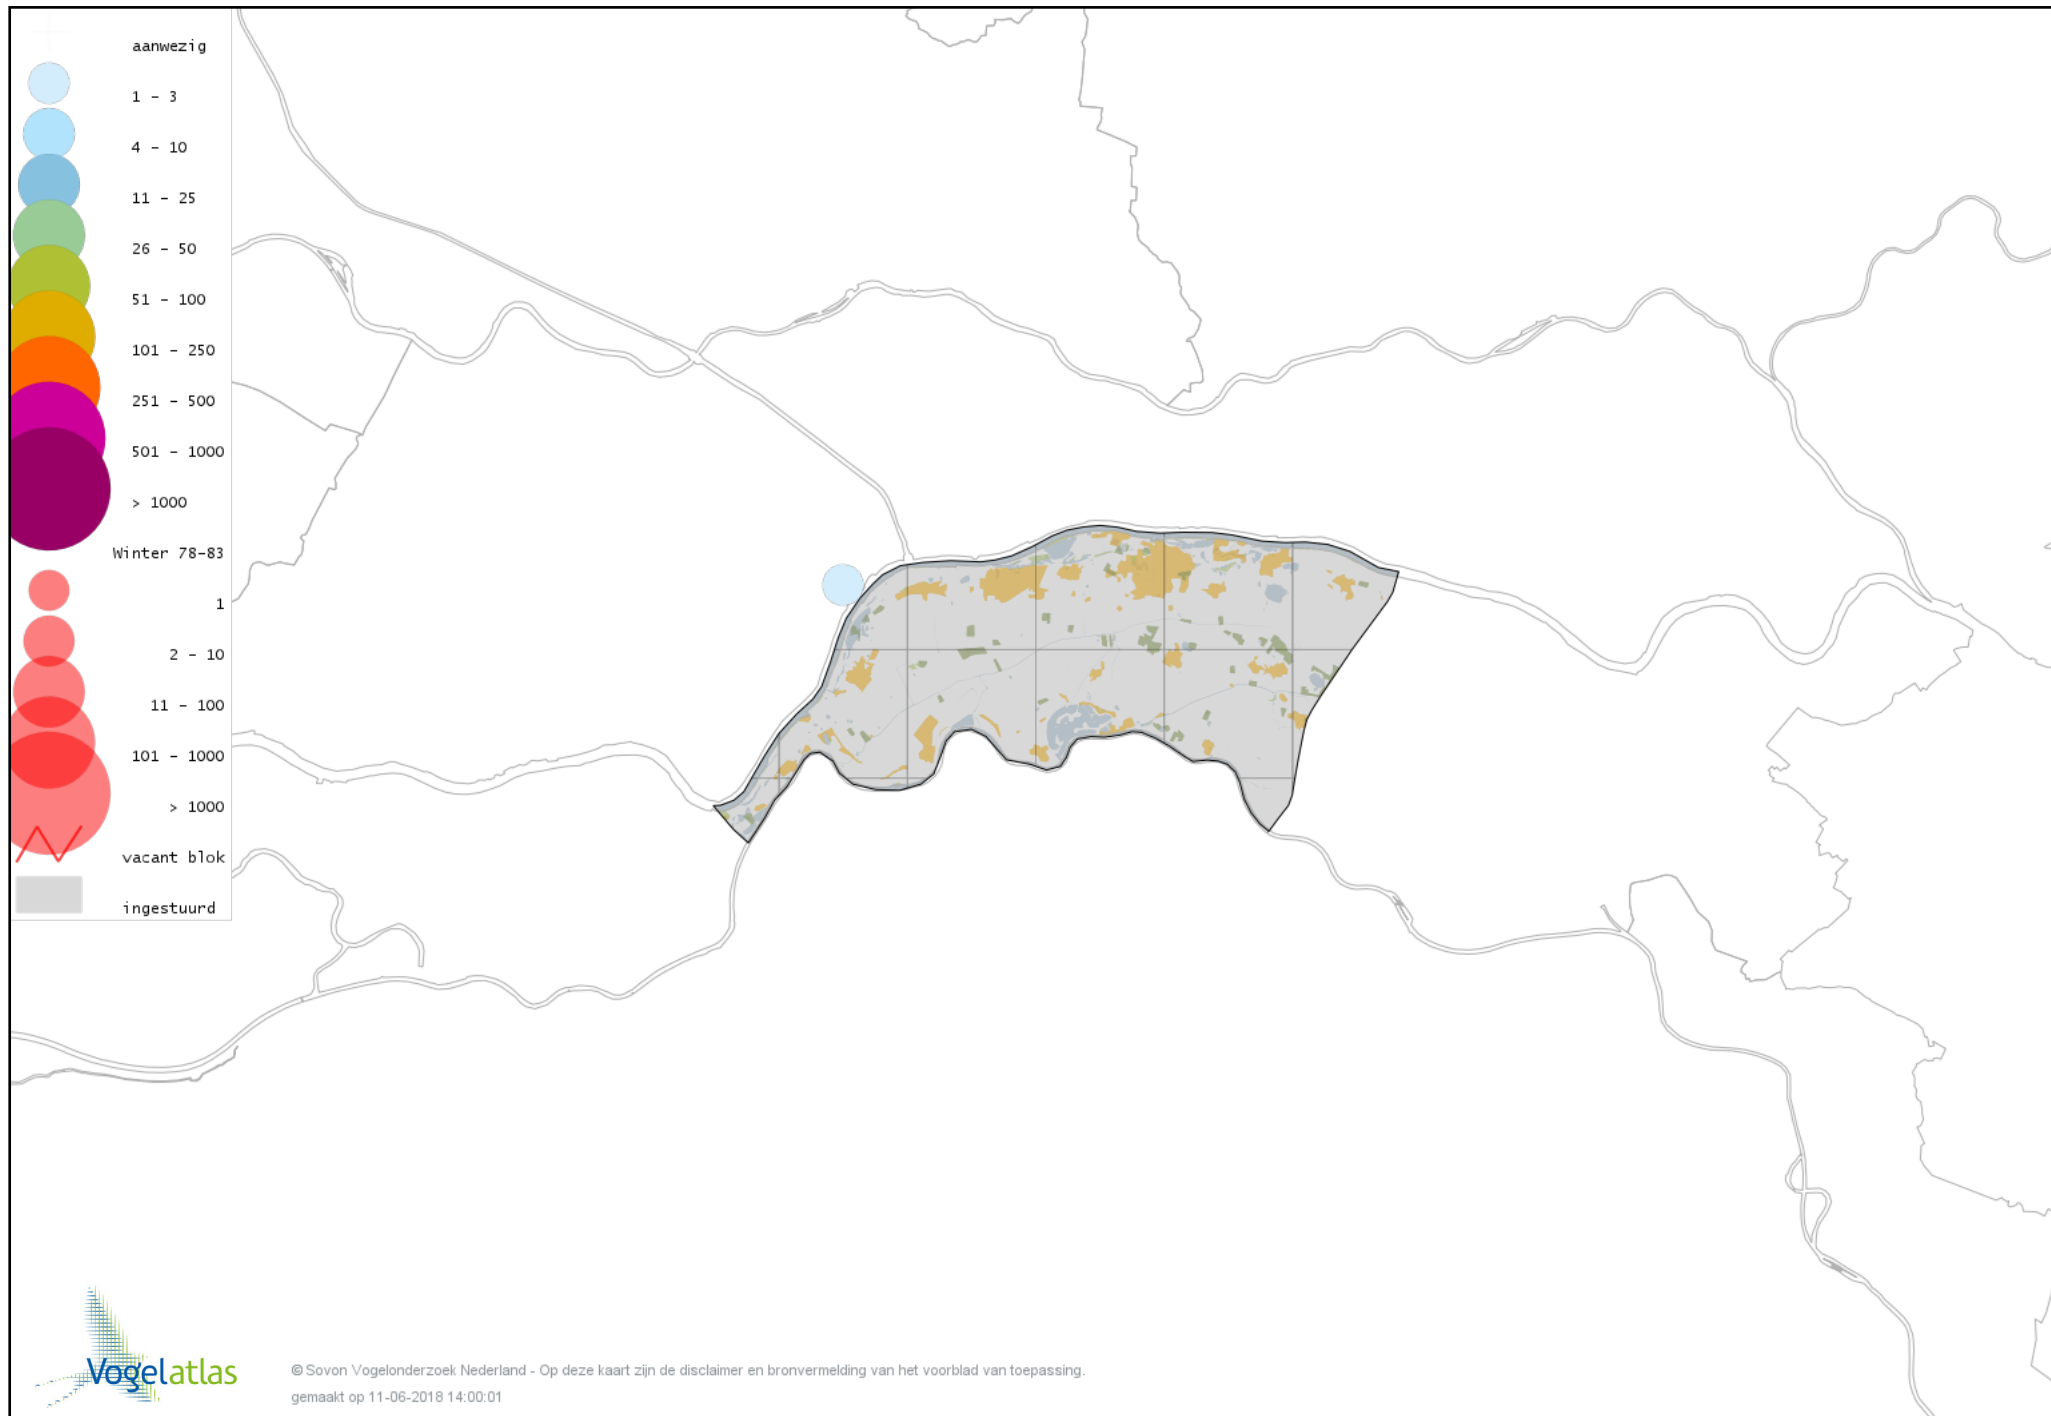 aanwezig
1 - 3
4 - 10
11 - 25
26 - 50
51 - 100
101 - 250
251 - 500
501 - 1000
> 1000
Winter 78-83
1
2 - 10
11 - 100
101 - 1000
> 1000
vacant blok
ingestuurd
Vogelatlas
© Sovon Vogelonderzoek Nederland - Op deze kaart zijn de disclaimer en bronvermelding van het voorblad van toepassing.
gemaakt op 11-06-2018 14:00:01